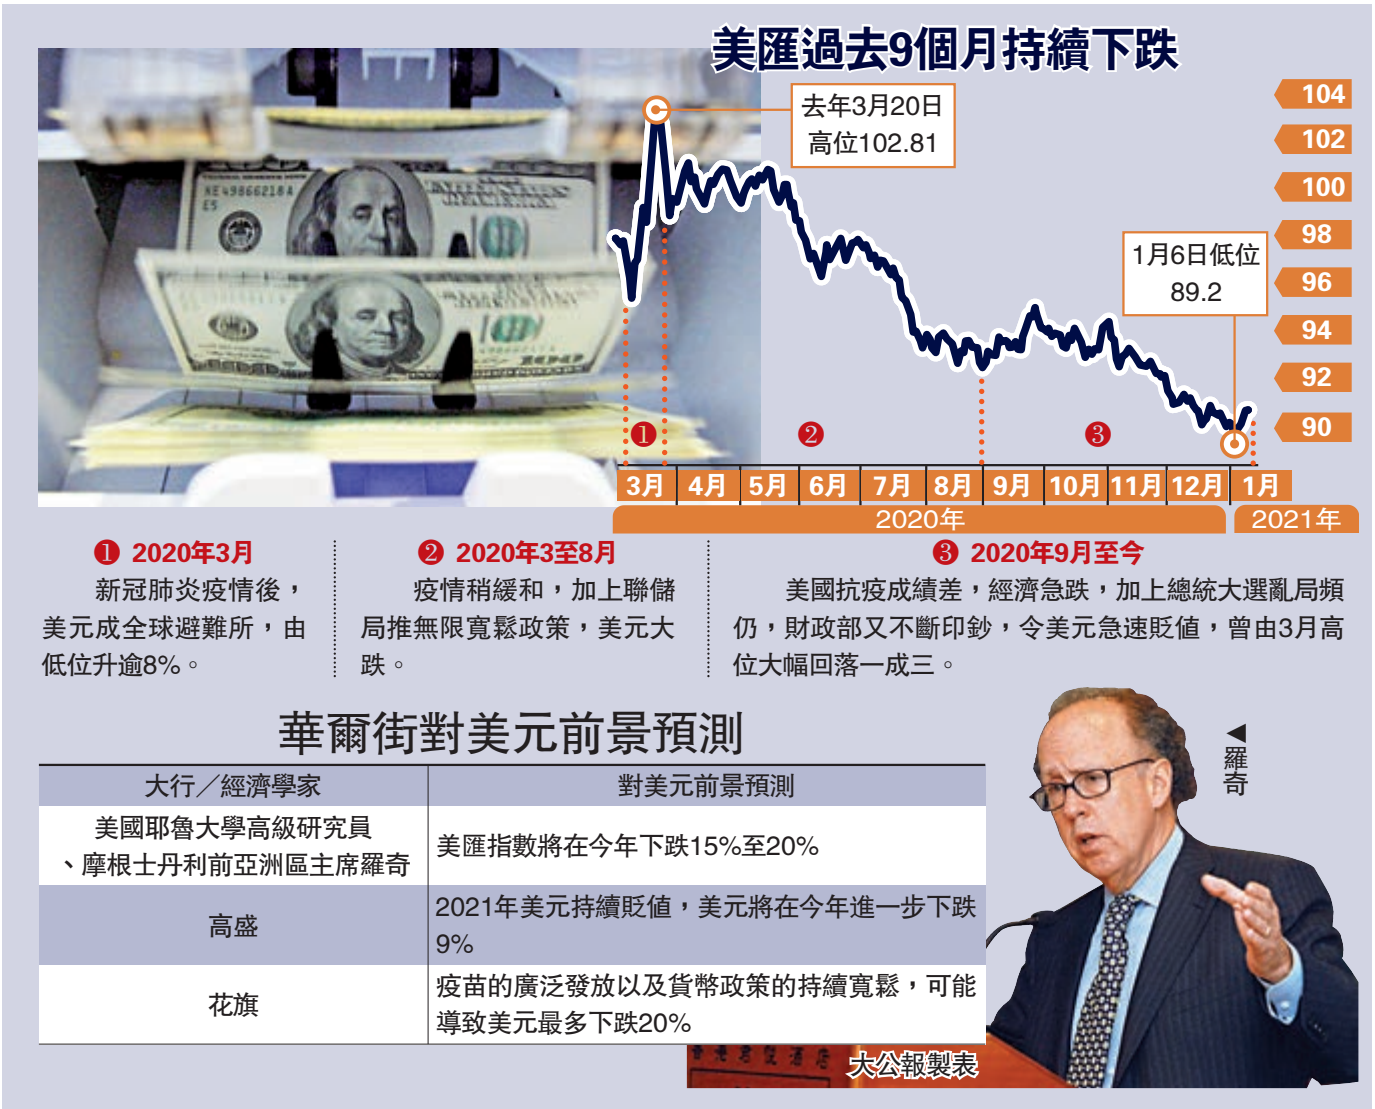 美匯過去9個月持續下跌
去年3月20日
高位102.81
1月6日低位
89.2
104
102
100
98
96
94
92
90
❶
❷
❸
3月 4月 5月 6月 7月 8月 9月 10月 11月 12月 1月
2020年 2021年
❶ 2020年3月
新冠肺炎疫情後，
美元成全球避難所，由
低位升逾8%。
❷ 2020年3至8月
疫情稍緩和，加上聯儲
局推無限寬鬆政策，美元大
跌。
❸ 2020年9月至今
美國抗疫成績差，經濟急跌，加上總統大選亂局頻
仍，財政部又不斷印鈔，令美元急速貶值，曾由3月高
位大幅回落一成三。
華爾街對美元前景預測
大行／經濟學家
對美元前景預測
美國耶魯大學高級研究員
、摩根士丹利前亞洲區主席羅奇
美匯指數將在今年下跌15%至20%
高盛
2021年美元持續貶值，美元將在今年進一步下跌
9%
花旗
疫苗的廣泛發放以及貨幣政策的持續寬鬆，可能
導致美元最多下跌20%
◀羅奇
大公報製表
100